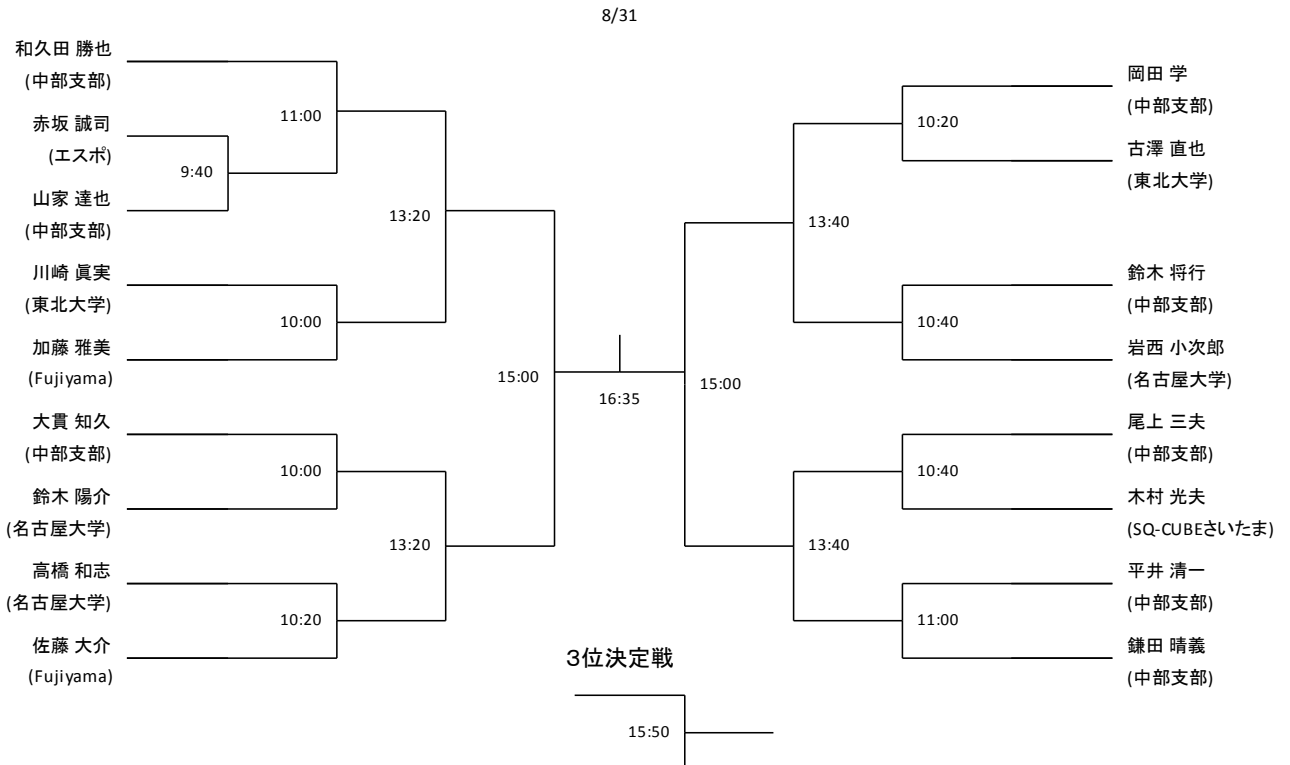 8/31
和久田 勝也
(中部支部)
11:00
赤坂 誠司
(エスポ)
9:40
山家 達也
(中部支部)
13:20
川崎 眞実
(東北大学)
10:00
加藤 雅美
(Fujiyama)
15:00
大貫 知久
(中部支部)
10:00
鈴木 陽介
(名古屋大学)
13:20
高橋 和志
(名古屋大学)
10:20
佐藤 大介
(Fujiyama)
16:35
岡田 学
(中部支部)
10:20
古澤 直也
(東北大学)
13:40
鈴木 将行
(中部支部)
10:40
岩西 小次郎
(名古屋大学)
15:00
尾上 三夫
(中部支部)
10:40
木村 光夫
(SQ-CUBEさいたま)
13:40
平井 清一
(中部支部)
11:00
鎌田 晴義
(中部支部)
3位決定戦
15:50